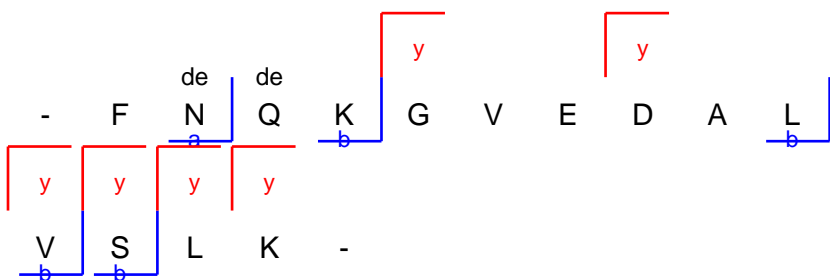 y y
de de
- F N Q K G V E D A L
a b b
y y y y
V S L K -
b b